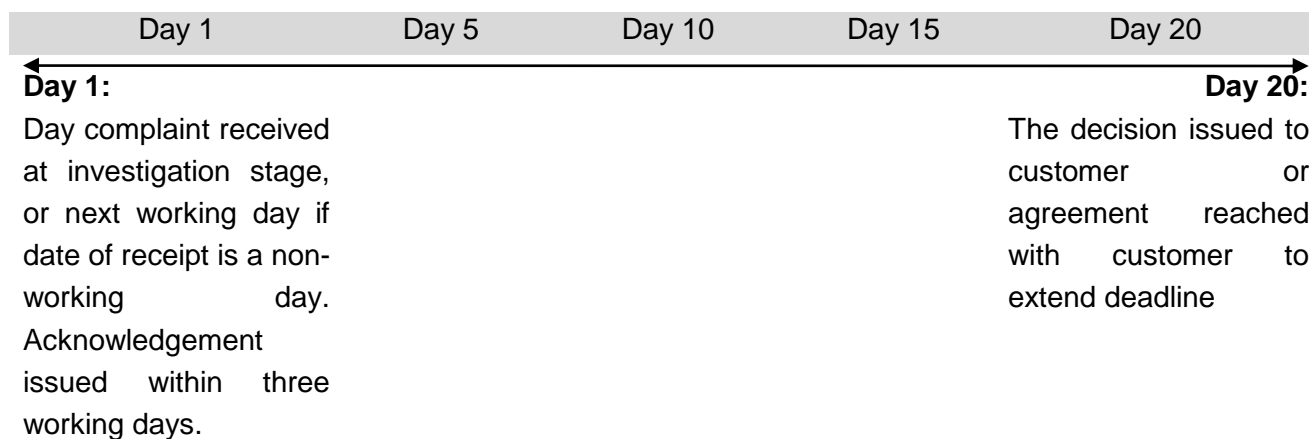 Day 1 Day 5 Day 10 Day 15 Day 20
Day 1:
Day complaint received
at investigation stage,
or next working day if
date of receipt is a non-
working day.
Acknowledgement
issued within three
working days.
Day 20:
The decision issued to
customer or
agreement reached
with customer to
extend deadline